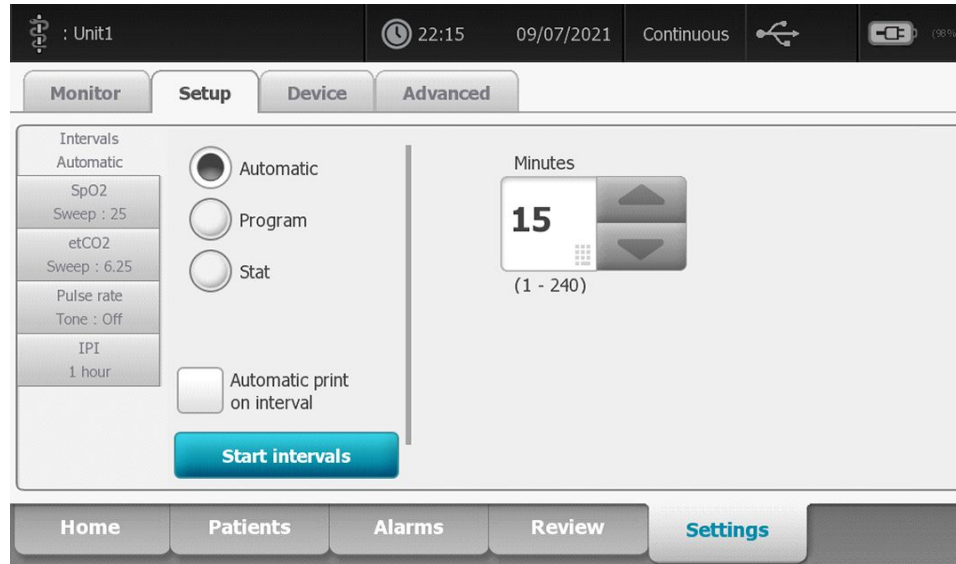 : Unit1
22:15
09/07/2021
Continuous
(98%
Monitor
Setup
Device
Advanced
Intervals
Automatic
SpO2
Sweep : 25
etCO2
Sweep : 6.25
Pulse rate
Tone : Off
IPI
1 hour
Automatic
Program
Stat
Automatic print
on interval
Start intervals
Minutes
15
(1 - 240)
Home
Patients
Alarms
Review
Settings